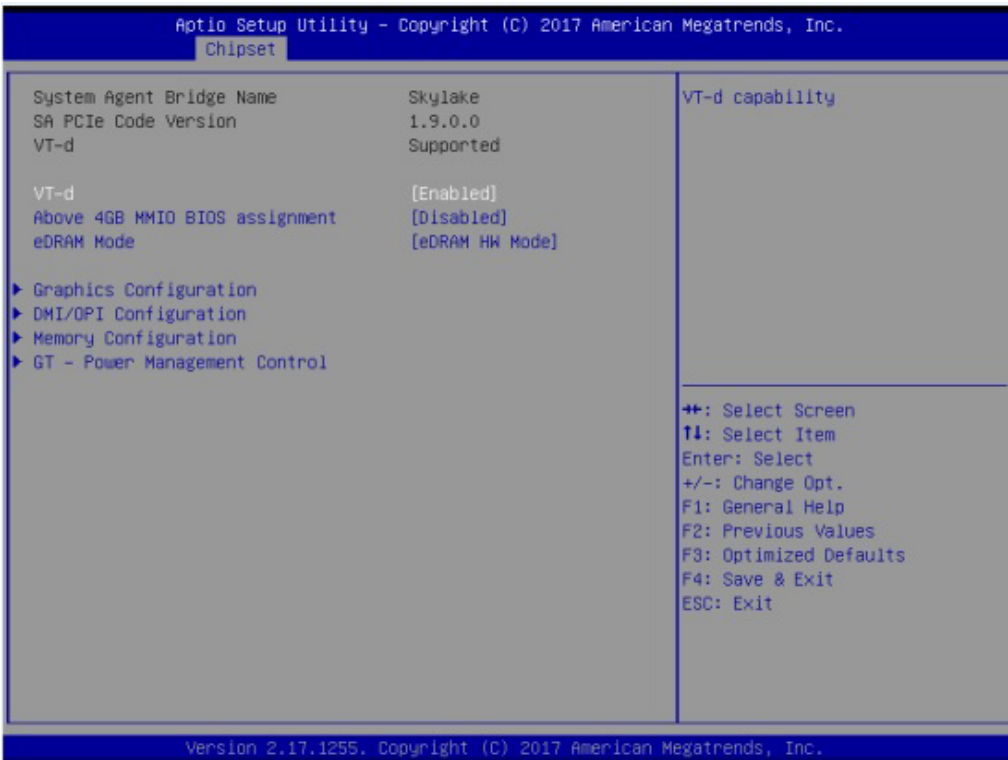 Aptio Setup Utility – Copyright (C) 2017 American Megatrends, Inc.
Chipset
System Agent Bridge Name Skylake
SA PCIe Code Version 1.9.0.0
VT-d Supported
VT-d [Enabled]
Above 4GB MMIO BIOS assignment [Disabled]
eDRAM Mode [eDRAM HW Mode]
▶ Graphics Configuration
▶ DMI/OPI Configuration
▶ Memory Configuration
▶ GT – Power Management Control
VT-d capability
→←: Select Screen
↑↓: Select Item
Enter: Select
+/-: Change Opt.
F1: General Help
F2: Previous Values
F3: Optimized Defaults
F4: Save & Exit
ESC: Exit
Version 2.17.1255. Copyright (C) 2017 American Megatrends, Inc.